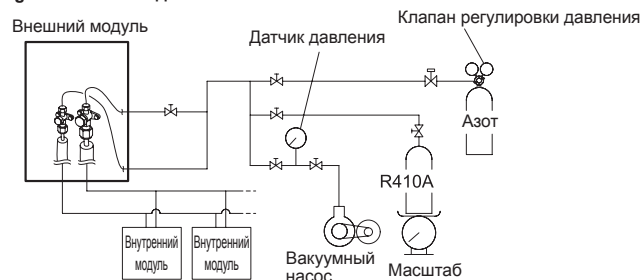 Клапан регулировки давления
Внешний модуль
Датчик давления
Азот
R410A
Внутренний
модуль
Внутренний
модуль
Вакуумный
насос
Масштаб